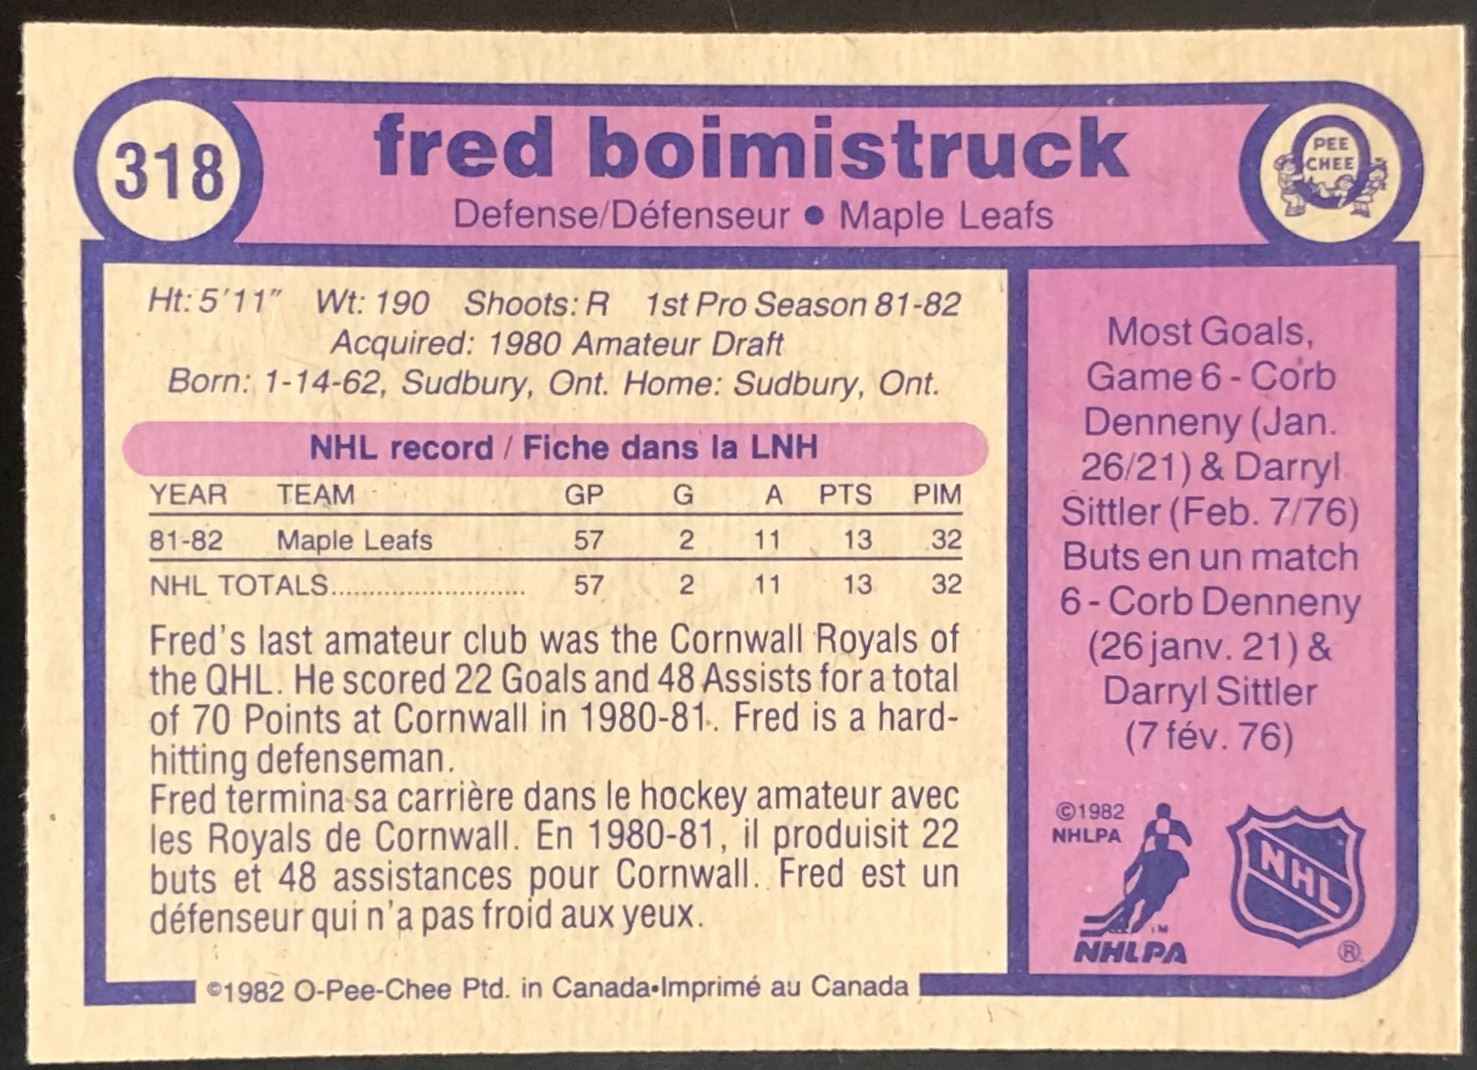 318
fred boimistruck
PEE
CHEE
Defense/Défenseur • Maple Leafs
Ht: 5'11" Wt: 190 Shoots: R 1st Pro Season 81-82
Acquired: 1980 Amateur Draft
Born: 1-14-62, Sudbury, Ont. Home: Sudbury, Ont.
NHL record / Fiche dans la LNH
YEAR TEAM GP G A PTS PIM
81-82 Maple Leafs 57 2 11 13 32
NHL TOTALS.......................... 57 2 11 13 32
Fred's last amateur club was the Cornwall Royals of
the QHL. He scored 22 Goals and 48 Assists for a total
of 70 Points at Cornwall in 1980-81. Fred is a hard-
hitting defenseman.
Fred termina sa carrière dans le hockey amateur avec
les Royals de Cornwall. En 1980-81, il produisit 22
buts et 48 assistances pour Cornwall. Fred est un
défenseur qui n'a pas froid aux yeux.
©1982 O-Pee-Chee Ptd. in Canada•Imprimé au Canada
Most Goals,
Game 6 - Corb
Denneny (Jan.
26/21) & Darryl
Sittler (Feb. 7/76)
Buts en un match
6 - Corb Denneny
(26 janv. 21) &
Darryl Sittler
(7 fév. 76)
©1982
NHLPA
TM
NHLPA
NHL
®